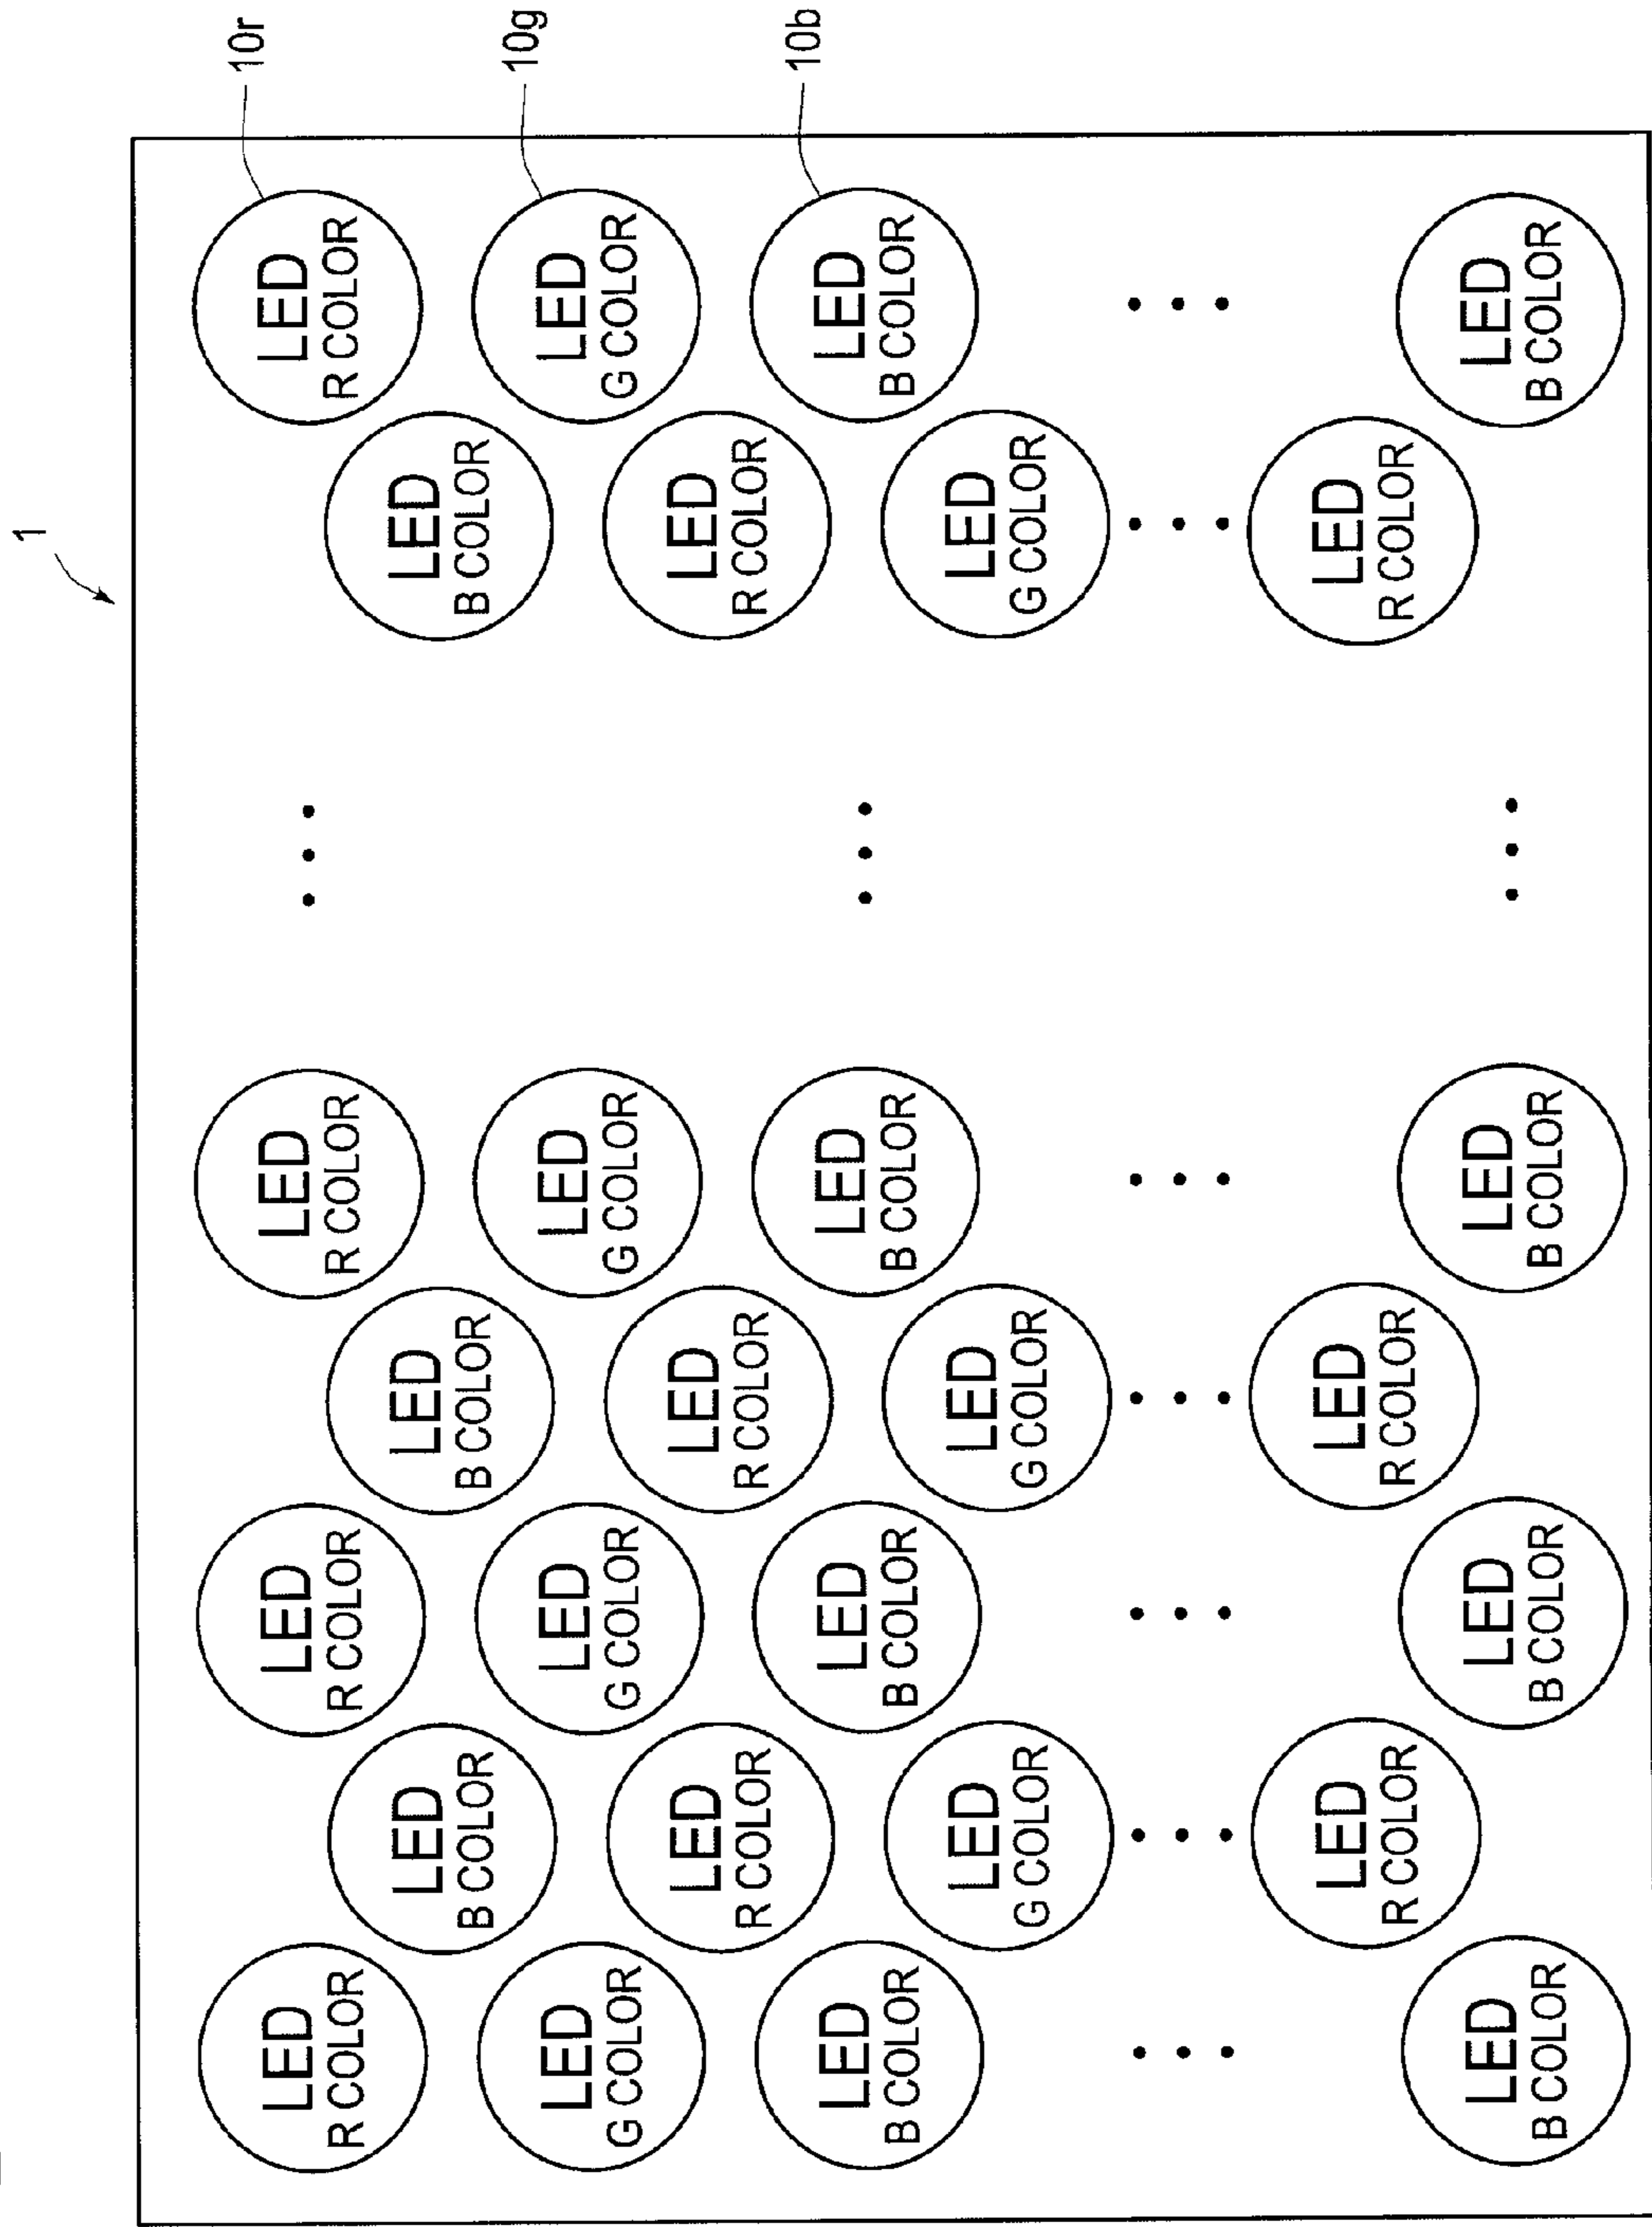 1
10r
LED LED LED LED
R COLOR R COLOR R COLOR R COLOR
LED LED LED
B COLOR B COLOR B COLOR
10g
LED LED LED LED
G COLOR G COLOR G COLOR G COLOR
LED LED LED
R COLOR R COLOR R COLOR
10b
LED LED LED LED
B COLOR B COLOR B COLOR B COLOR
LED LED LED
G COLOR G COLOR G COLOR
LED LED LED
R COLOR R COLOR R COLOR
LED LED LED LED
B COLOR B COLOR B COLOR B COLOR